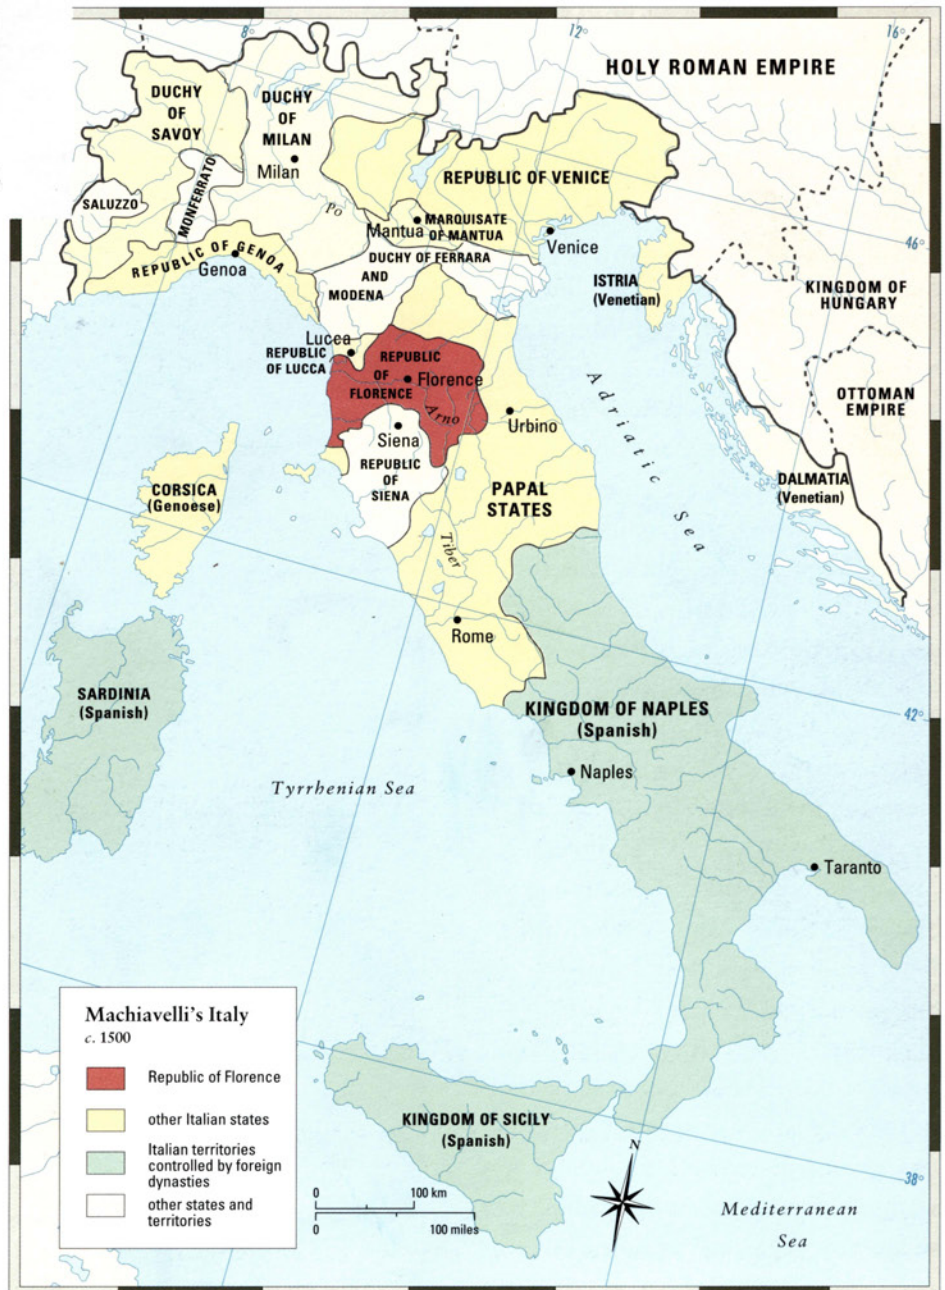 8°
12°
16°
HOLY ROMAN EMPIRE
DUCHY
OF
SAVOY
DUCHY
OF
MILAN
Milan
REPUBLIC OF VENICE
SALUZZO
MONFERRATO
Po
Mantua
MARQUISATE
OF MANTUA
Venice
46°
REPUBLIC OF GENOA
Genoa
DUCHY OF FERRARA
AND
MODENA
ISTRIA
(Venetian)
KINGDOM OF
HUNGARY
Lucca
REPUBLIC
OF LUCCA
REPUBLIC
OF
FLORENCE
Florence
Arno
OTTOMAN
EMPIRE
Adriatic Sea
Urbino
Siena
REPUBLIC
OF
SIENA
CORSICA
(Genoese)
PAPAL
STATES
DALMATIA
(Venetian)
Tiber
Rome
SARDINIA
(Spanish)
KINGDOM OF NAPLES
(Spanish)
42°
Naples
Tyrrhenian Sea
Taranto
Machiavelli's Italy
c. 1500
Republic of Florence
other Italian states
Italian territories
controlled by foreign
dynasties
other states and
territories
KINGDOM OF SICILY
(Spanish)
N
38°
0 100 km
0 100 miles
Mediterranean
Sea